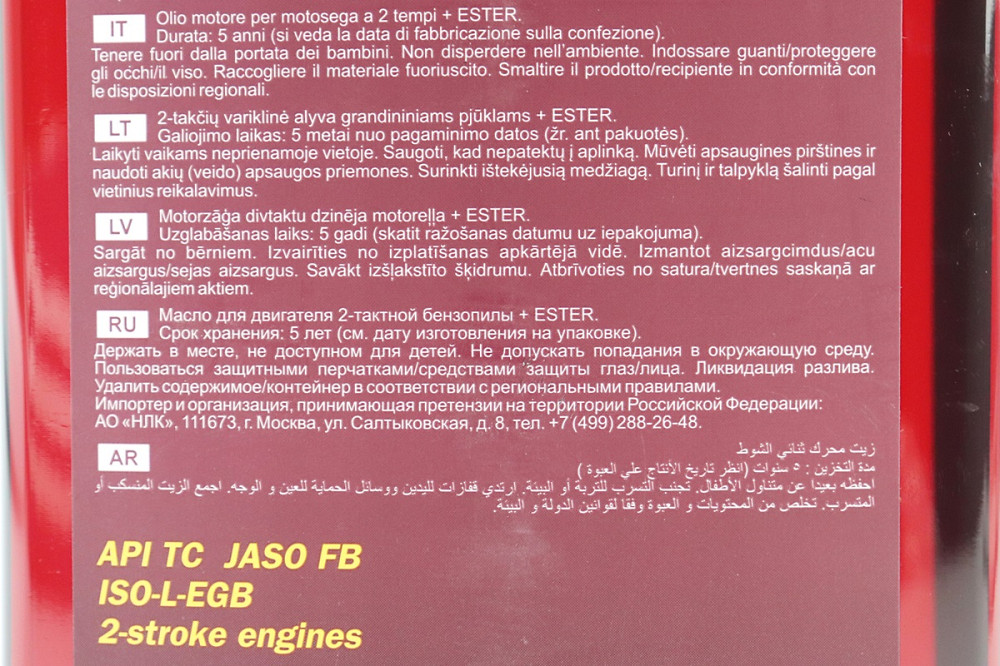 IT
Olio motore per motosega a 2 tempi + ESTER.
Durata: 5 anni (si veda la data di fabbricazione sulla confezione).
Tenere fuori dalla portata dei bambini. Non disperdere nell'ambiente. Indossare guanti/proteggere
gli occhi/il viso. Raccogliere il materiale fuoriuscito. Smaltire il prodotto/recipiente in conformità con
le disposizioni regionali.
LT
2-takčių variklinė alyva grandininiams pjūklams + ESTER.
Galiojimo laikas: 5 metai nuo pagaminimo datos (žr. ant pakuotės).
Laikyti vaikams neprienamoje vietoje. Saugoti, kad nepatektų į aplinką. Mūvėti apsaugines pirštines ir
naudoti akių (veido) apsaugos priemones. Surinkti ištekėjusią medžiagą. Turinį ir talpyklą šalinti pagal
vietinius reikalavimus.
LV
Motorzāģa divtaktu dzinēja motoreļļa + ESTER.
Uzglabāšanas laiks: 5 gadi (skatīt ražošanas datumu uz iepakojuma).
Sargāt no bērniem. Izvairīties no izplatīšanas apkārtējā vidē. Izmantot aizsargcimdus/acu
aizsargus/sejas aizsargus. Savākt izšļakstīto šķidrumu. Atbrīvoties no satura/tvertnes saskaņā ar
reģionālajiem aktiem.
RU
Масло для двигателя 2-тактной бензопилы + ESTER.
Срок хранения: 5 лет (см. дату изготовления на упаковке).
Держать в месте, не доступном для детей. Не допускать попадания в окружающую среду.
Пользоваться защитными перчатками/средствами защиты глаз/лица. Ликвидация разлива.
Удалить содержимое/контейнер в соответствии с региональными правилами.
Импортер и организация, принимающая претензии на территории Российской Федерации:
АО «НЛК», 111673, г. Москва, ул. Салтыковская, д. 8, тел. +7 (499) 288-26-48.
AR
زيت محرك ثنائي الشوط
مدة التخزين : ٥ سنوات (انظر تاريخ الأنتاج علي العبوة )
احفظه بعيدا عن متناول الأطفال. تجنب التسرب للتربة أو البيئة. ارتدي قفازات لليدين ووسائل الحماية للعين و الوجه. اجمع الزيت المنسكب أو
المتسرب. تخلص من المحتويات و العبوة وفقا لقوانين الدولة و البيئة.
API TC JASO FB
ISO-L-EGB
2-stroke engines